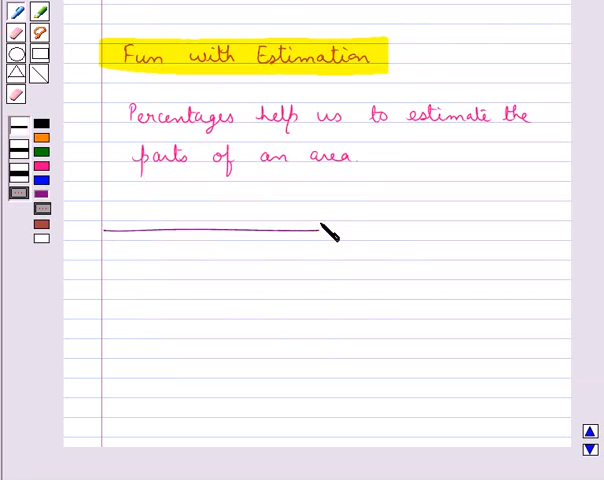 Fun with Estimation
Percentages help us to estimate the
parts of an area.